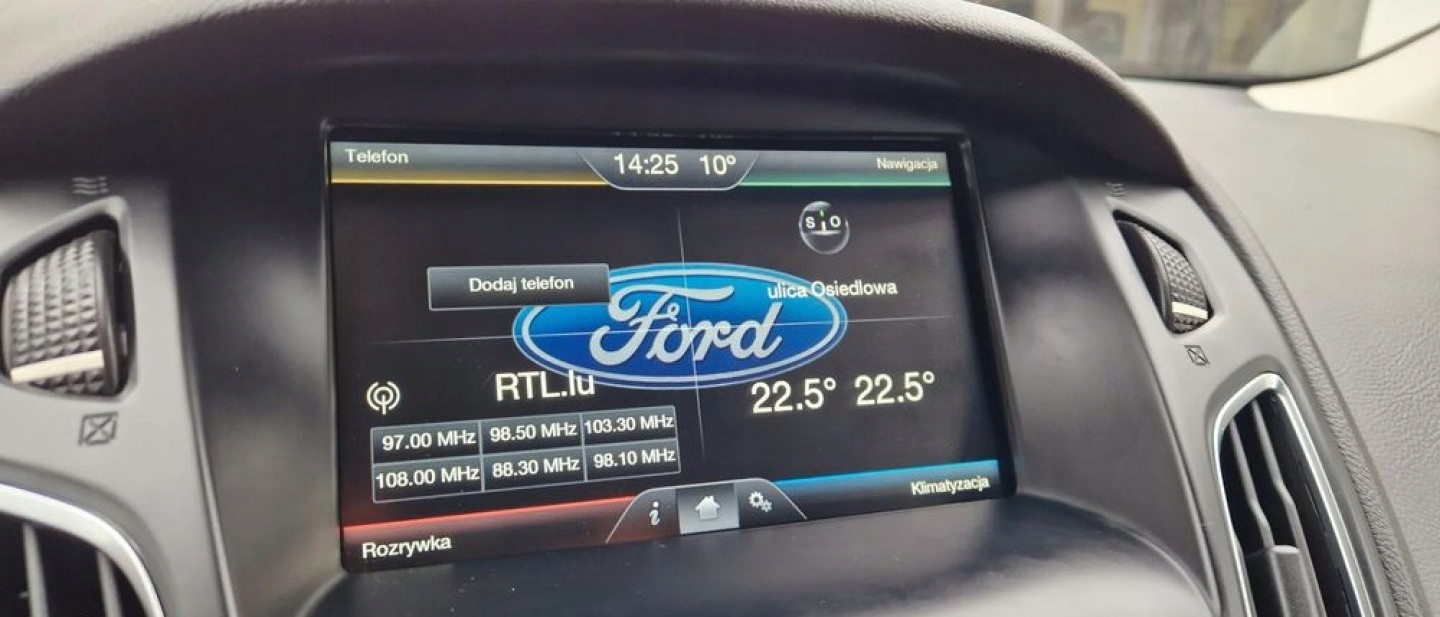 Telefon
14:25 10°
Nawigacja
S O
Dodaj telefon
ulica Osiedlowa
Ford
RTL.lu
22.5° 22.5°
97.00 MHz 98.50 MHz 103.30 MHz
108.00 MHz 88.30 MHz 98.10 MHz
i
Klimatyzacja
Rozrywka